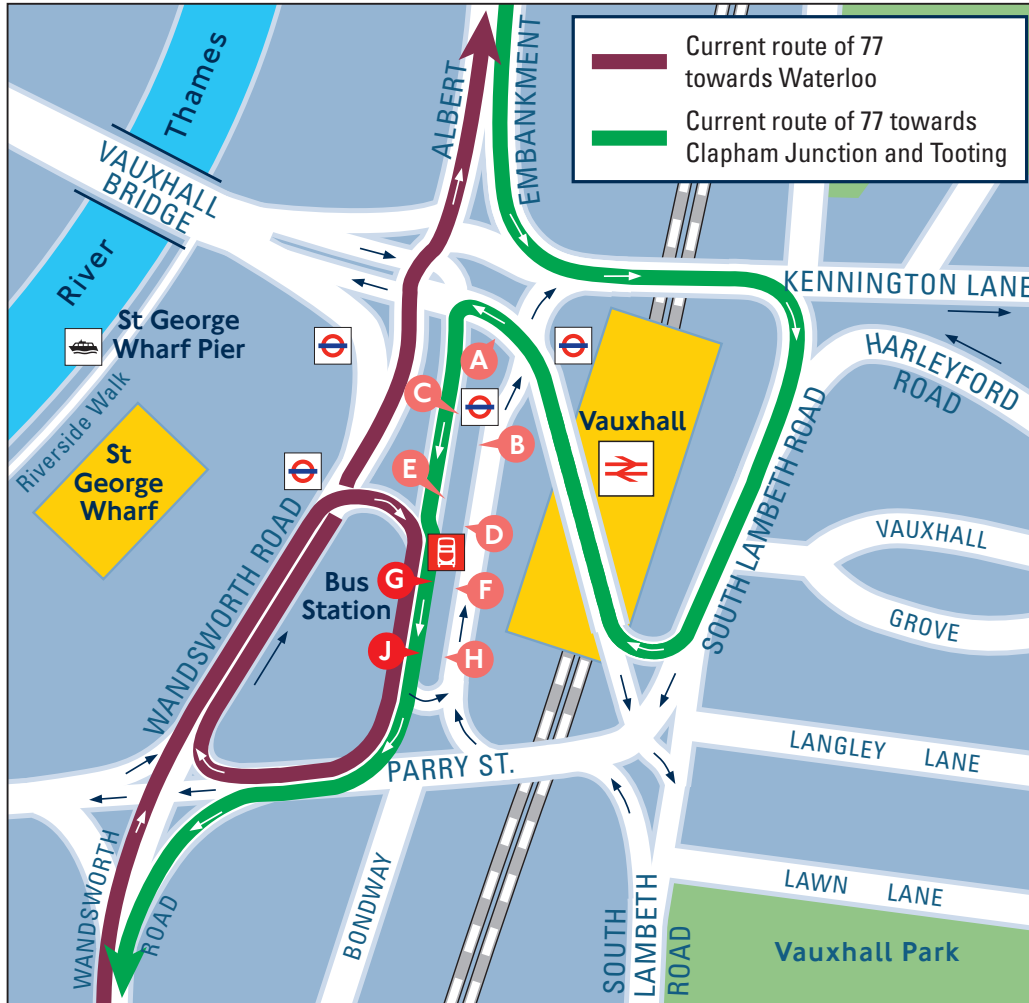 Current route of 77
towards Waterloo
Current route of 77 towards
Clapham Junction and Tooting
River
Thames
VAUXHALL
BRIDGE
ALBERT
EMBANKMENT
KENNINGTON LANE
HARLEYFORD
ROAD
St George
Wharf Pier
Riverside Walk
St
George
Wharf
A
C
B
E
D
G
F
J
H
Vauxhall
Bus
Station
WANDSWORTH ROAD
SOUTH LAMBETH ROAD
VAUXHALL
GROVE
PARRY ST.
LANGLEY LANE
LAWN LANE
WANDSWORTH
ROAD
BONDWAY
SOUTH
LAMBETH
ROAD
Vauxhall Park